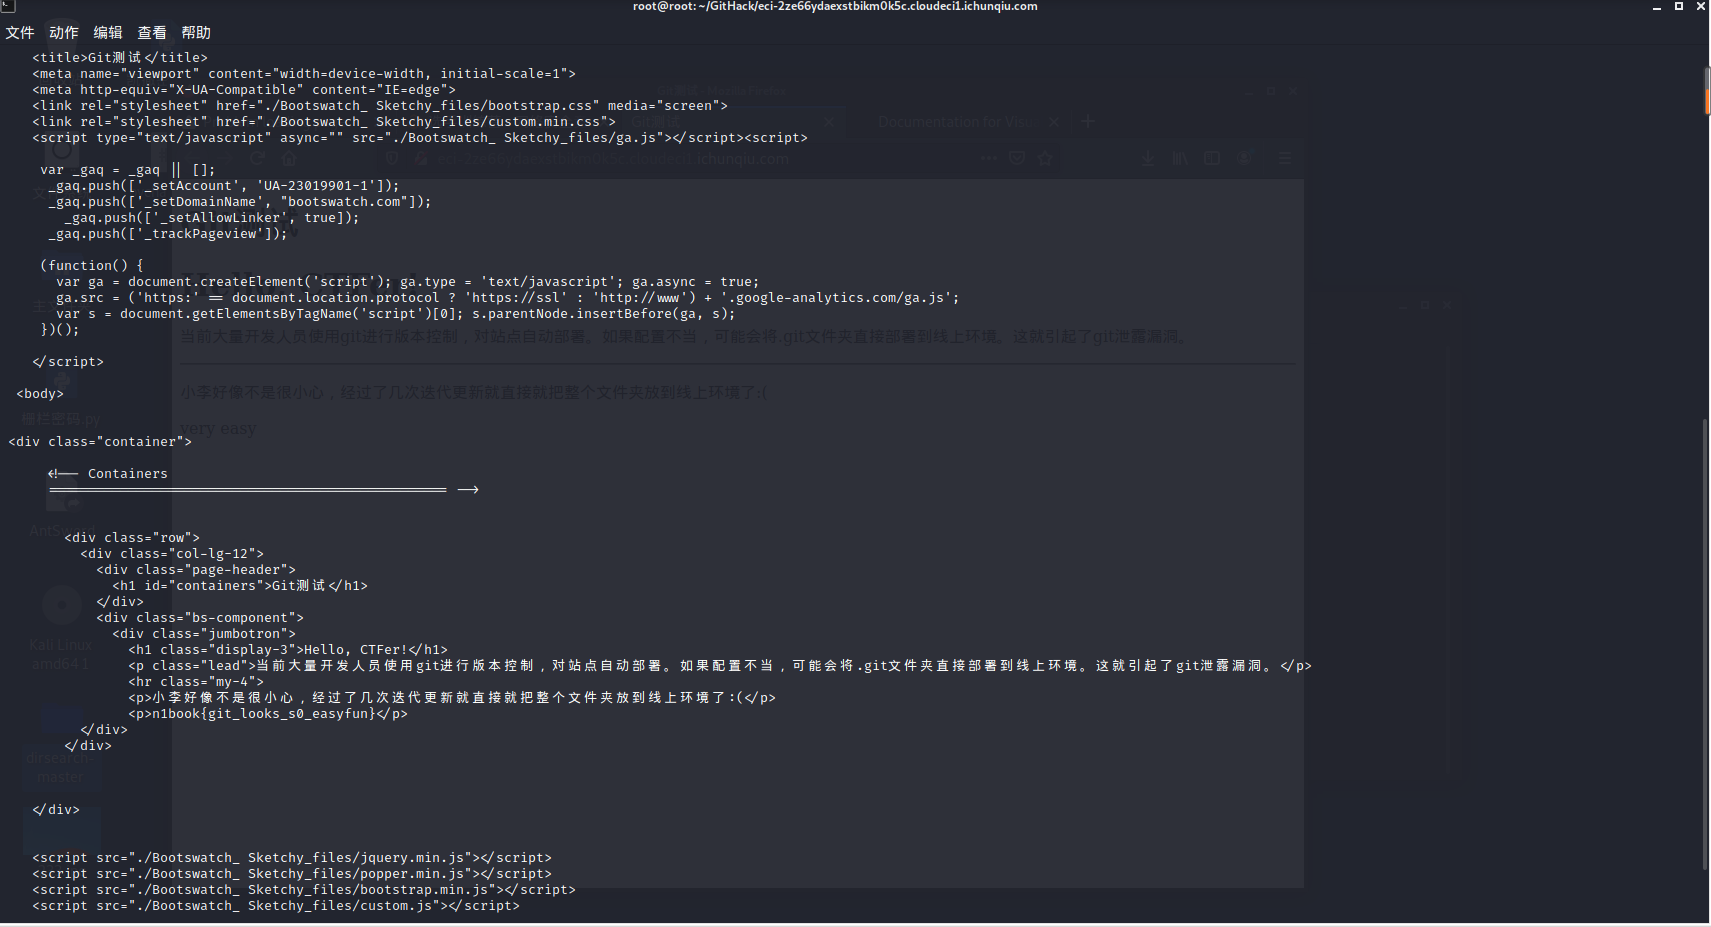 root@root: ~/GitHack/eci-2ze66ydaexstbikm0k5c.cloudeci1.ichunqiu.com
文件 动作 编辑 查看 帮助
<title>Git测试</title>
<meta name="viewport" content="width=device-width, initial-scale=1">
<meta http-equiv="X-UA-Compatible" content="IE=edge">
<link rel="stylesheet" href="./Bootswatch_ Sketchy_files/bootstrap.css" media="screen">
<link rel="stylesheet" href="./Bootswatch_ Sketchy_files/custom.min.css">
<script type="text/javascript" async="" src="./Bootswatch_ Sketchy_files/ga.js"></script><script>
var _gaq = _gaq || [];
_gaq.push(['_setAccount', 'UA-23019901-1']);
_gaq.push(['_setDomainName', "bootswatch.com"]);
_gaq.push(['_setAllowLinker', true]);
_gaq.push(['_trackPageview']);
(function() {
var ga = document.createElement('script'); ga.type = 'text/javascript'; ga.async = true;
ga.src = ('https:' == document.location.protocol ? 'https://ssl' : 'http://www') + '.google-analytics.com/ga.js';
var s = document.getElementsByTagName('script')[0]; s.parentNode.insertBefore(ga, s);
})();
</script>
<body>
<div class="container">
<!-- Containers
================================================== -->
<div class="row">
<div class="col-lg-12">
<div class="page-header">
<h1 id="containers">Git测试</h1>
</div>
<div class="bs-component">
<div class="jumbotron">
<h1 class="display-3">Hello, CTFer!</h1>
<p class="lead">当前大量开发人员使用git进行版本控制，对站点自动部署。如果配置不当，可能会将.git文件夹直接部署到线上环境。这就引起了git泄露漏洞。</p>
<hr class="my-4">
<p>小李好像不是很小心，经过了几次迭代更新就直接就把整个文件夹放到线上环境了:(</p>
<p>n1book{git_looks_s0_easyfun}</p>
</div>
</div>
</div>
<script src="./Bootswatch_ Sketchy_files/jquery.min.js"></script>
<script src="./Bootswatch_ Sketchy_files/popper.min.js"></script>
<script src="./Bootswatch_ Sketchy_files/bootstrap.min.js"></script>
<script src="./Bootswatch_ Sketchy_files/custom.js"></script>